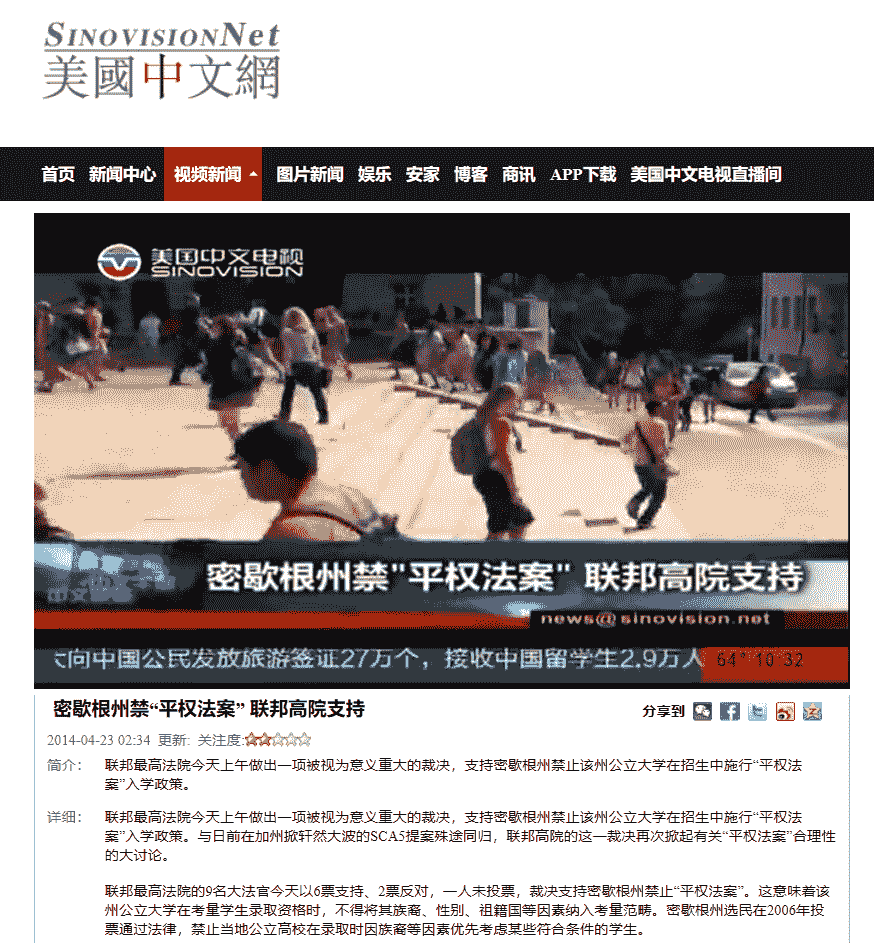 SINOVISIONNet
美國中文網
首页 新闻中心 视频新闻 图片新闻 娱乐 安家 博客 商讯 APP下载 美国中文电视直播间
美国中文电视
SINOVISION
密歇根州禁"平权法案" 联邦高院支持
news@sinovision.net
向中国公民发放旅游签证27万个，接收中国留学生2.9万人
64° 10:32
密歇根州禁“平权法案” 联邦高院支持
分享到
2014-04-23 02:34 更新: 关注度:
简介： 联邦最高法院今天上午做出一项被视为意义重大的裁决，支持密歇根州禁止该州公立大学在招生中施行“平权法
案”入学政策。
详细： 联邦最高法院今天上午做出一项被视为意义重大的裁决，支持密歇根州禁止该州公立大学在招生中施行“平权法
案”入学政策。与日前在加州掀轩然大波的SCA5提案殊途同归，联邦高院的这一裁决再次掀起有关“平权法案”合理性
的大讨论。
联邦最高法院的9名大法官今天以6票支持、2票反对，一人未投票，裁决支持密歇根州禁止“平权法案”。这意味着该
州公立大学在考量学生录取资格时，不得将其族裔、性别、祖籍国等因素纳入考量范畴。密歇根州选民在2006年投
票通过法律，禁止当地公立高校在录取时因族裔等因素优先考虑某些符合条件的学生。